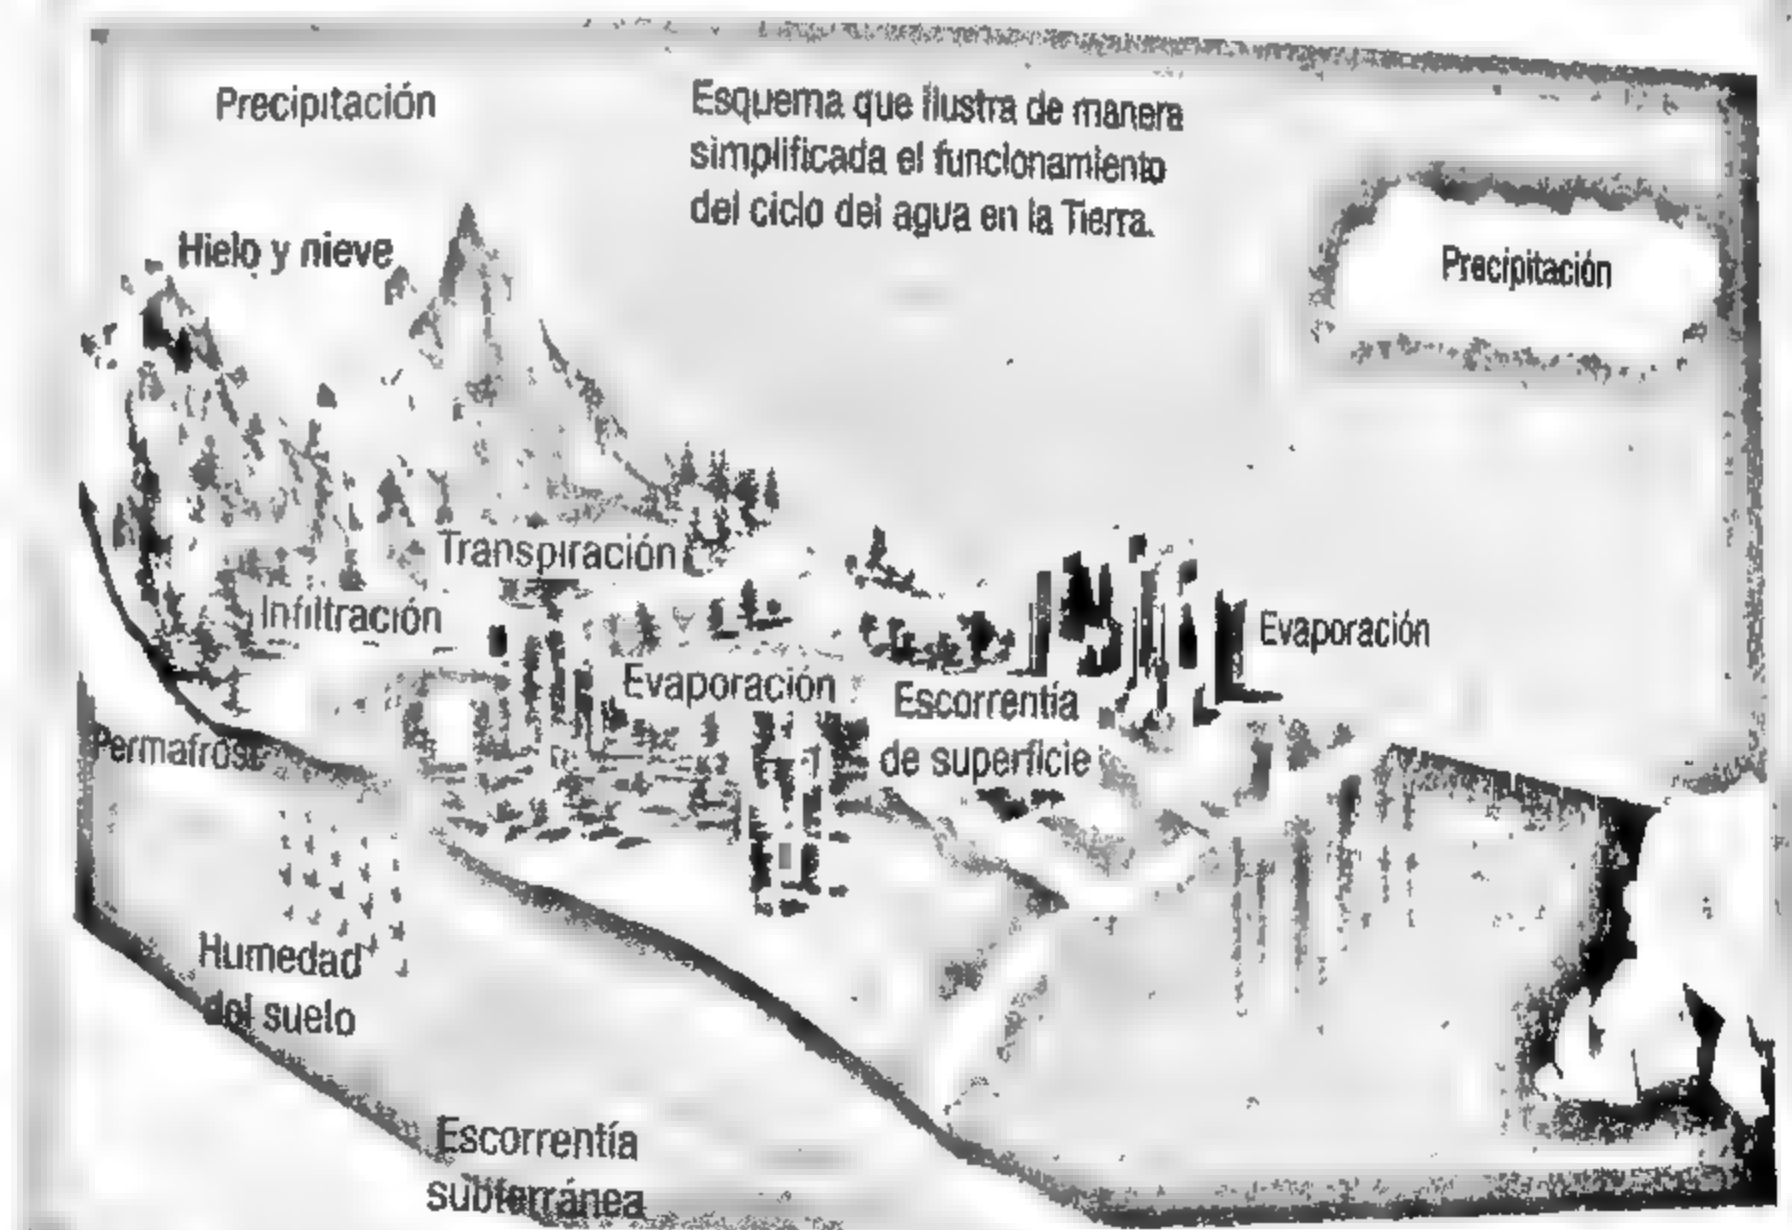 Precipitación
Esquema que ilustra de manera
simplificada el funcionamiento
del ciclo del agua en la Tierra.
Precipitación
Hielo y nieve
Transpiración
Infiltración
Evaporación
Evaporación
Escorrentía
de superficie
Permafrost
Humedad
del suelo
Escorrentía
subterránea